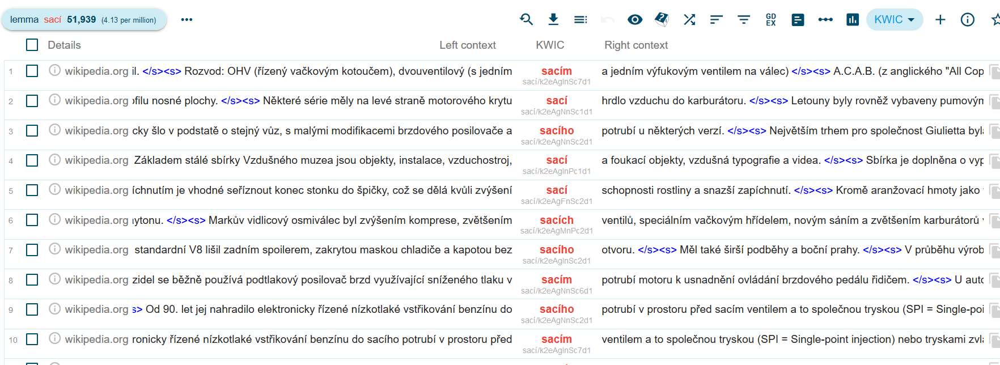 lemma sací 51,939 (4.13 per million) ••• GD EX KWIC
Details Left context KWIC Right context
1 wikipedia.org il. </s><s> Rozvod: OHV (řízený vačkovým kotoučem), dvouventilový (s jedním sacím a jedním výfukovým ventilem na válec) </s><s> A.C.A.B. (z anglického "All Cop
sací/k2eAgInSc7d1
2 wikipedia.org ofilu nosné plochy. </s><s> Některé série měly na levé straně motorového krytu sací hrdlo vzduchu do karburátoru. </s><s> Letouny byly rovněž vybaveny pumovým
sací/k2eAgNnSc1d1
3 wikipedia.org cky šlo v podstatě o stejný vůz, s malými modifikacemi brzdového posilovače a sacího potrubí u některých verzí. </s><s> Největším trhem pro společnost Giulietta byla
sací/k2eAgNnSc2d1
4 wikipedia.org Základem stálé sbírky Vzdušného muzea jsou objekty, instalace, vzduchostroj, sací a foukací objekty, vzdušná typografie a videa. </s><s> Sbírka je doplněna o vyp
sací/k2eAgInPc1d1
5 wikipedia.org íchnutím je vhodné seříznout konec stonku do špičky, což se dělá kvůli zvýšení sací schopnosti rostliny a snazší zapíchnutí. </s><s> Kromě aranžovací hmoty jako
sací/k2eAgFnSc2d1
6 wikipedia.org aytonu. </s><s> Markův vidlicový osmiválec byl zvýšením komprese, zvětšením sacích ventilů, speciálním vačkovým hřídelem, novým sáním a zvětšením karburátorů v
sací/k2eAgMnPc2d1
7 wikipedia.org standardní V8 lišil zadním spoilerem, zakrytou maskou chladiče a kapotou bez sacího otvoru. </s><s> Měl také širší podběhy a boční prahy. </s><s> V průběhu výrob
sací/k2eAgInSc2d1
8 wikipedia.org zidel se běžně používá podtlakový posilovač brzd využívající sníženého tlaku v sacím potrubí motoru k usnadnění ovládání brzdového pedálu řidičem. </s><s> U auto
sací/k2eAgNnSc6d1
9 wikipedia.org s> Od 90. let jej nahradilo elektronicky řízené nízkotlaké vstřikování benzínu do sacího potrubí v prostoru před sacím ventilem a to společnou tryskou (SPI = Single-poi
sací/k2eAgNnSc2d1
10 wikipedia.org ronicky řízené nízkotlaké vstřikování benzínu do sacího potrubí v prostoru před sacím ventilem a to společnou tryskou (SPI = Single-point injection) nebo tryskami zvlá
sací/k2eAgInSc7d1